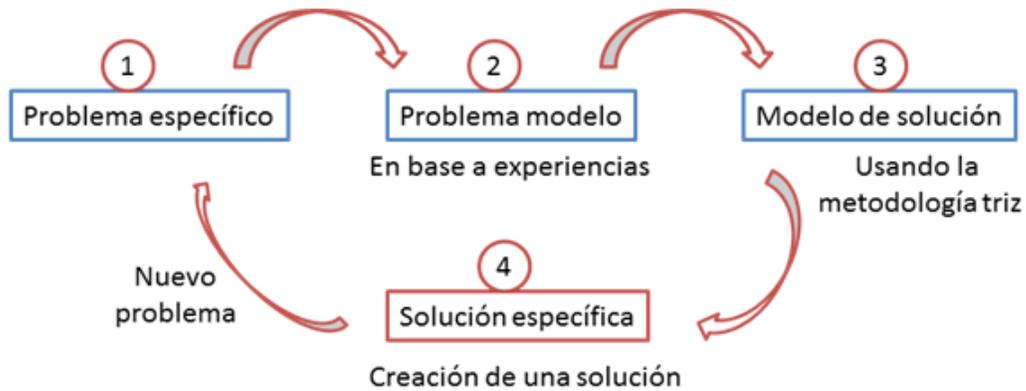 1
Problema específico
2
Problema modelo
En base a experiencias
3
Modelo de solución
Usando la
metodología triz
4
Solución específica
Creación de una solución
Nuevo
problema